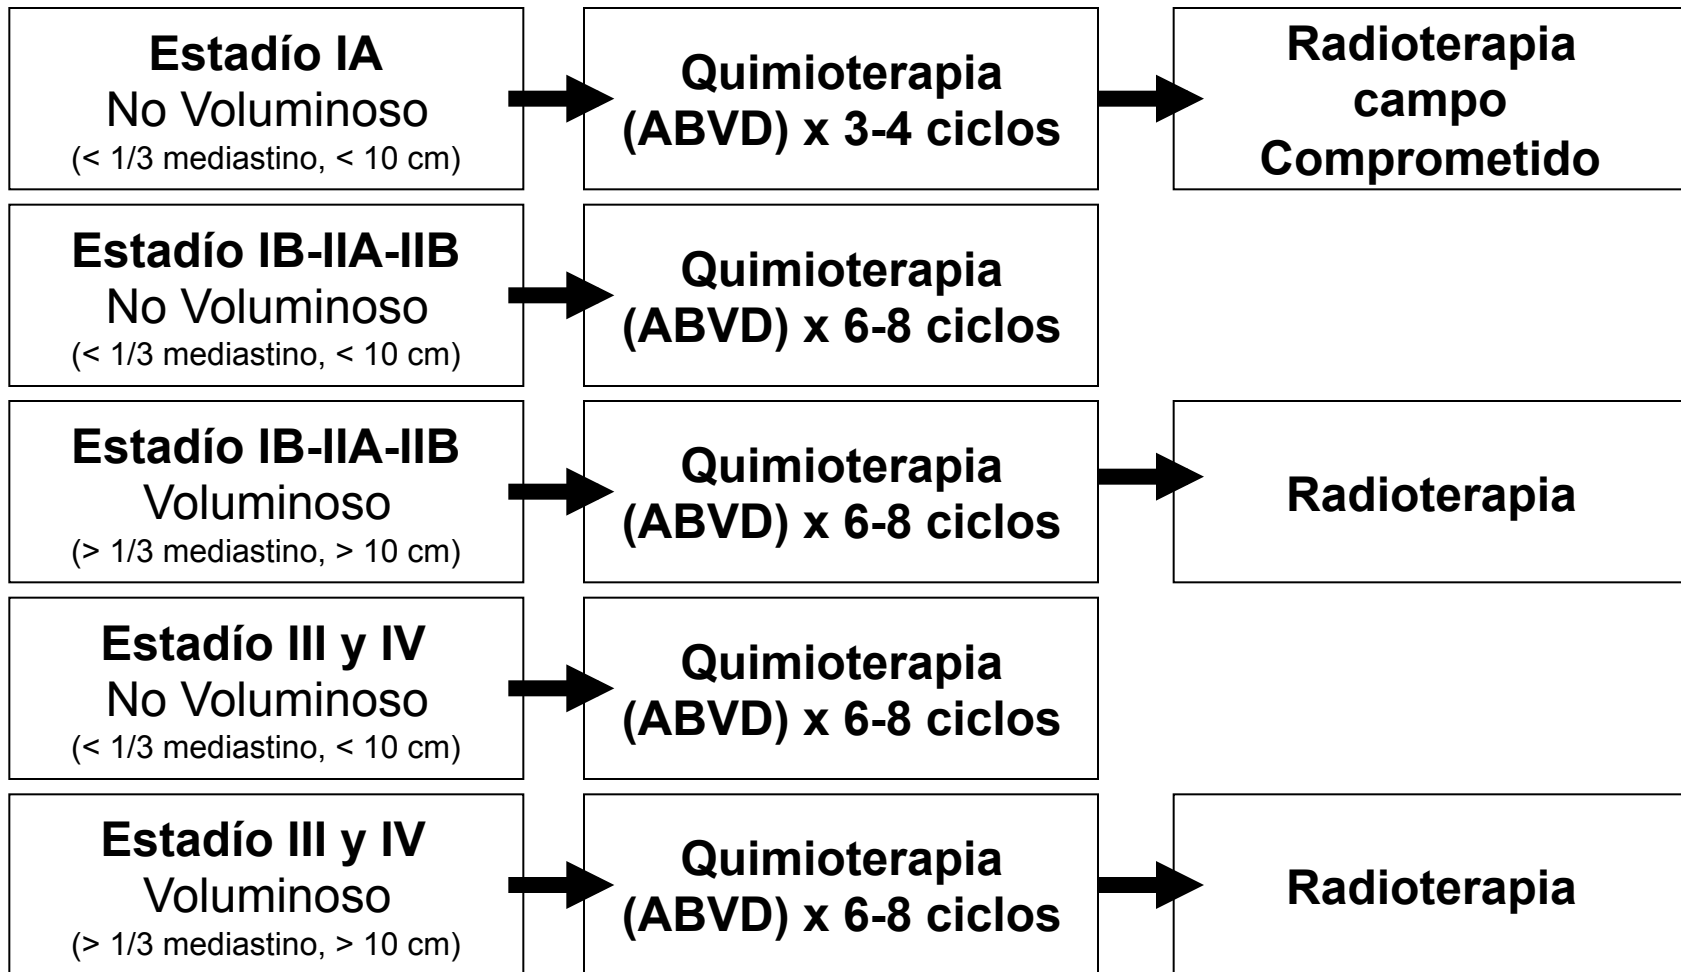 Estadío IA
No Voluminoso
(< 1/3 mediastino, < 10 cm)
Quimioterapia
(ABVD) x 3-4 ciclos
Radioterapia
campo
Comprometido
Estadío IB-IIA-IIB
No Voluminoso
(< 1/3 mediastino, < 10 cm)
Quimioterapia
(ABVD) x 6-8 ciclos
Estadío IB-IIA-IIB
Voluminoso
(> 1/3 mediastino, > 10 cm)
Quimioterapia
(ABVD) x 6-8 ciclos
Radioterapia
Estadío III y IV
No Voluminoso
(< 1/3 mediastino, < 10 cm)
Quimioterapia
(ABVD) x 6-8 ciclos
Estadío III y IV
Voluminoso
(> 1/3 mediastino, > 10 cm)
Quimioterapia
(ABVD) x 6-8 ciclos
Radioterapia